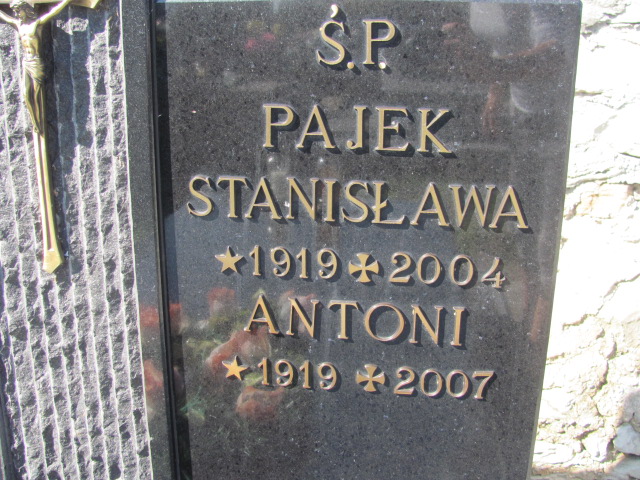 Ś.P.
PAJEK
STANISŁAWA
★1919 ✠2004
ANTONI
★1919 ✠2007